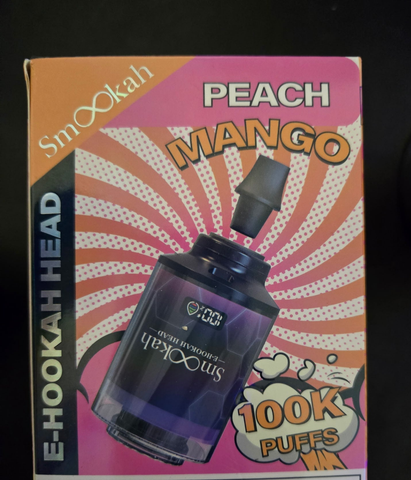 Smookah
PEACH
MANGO
E-HOOKAH HEAD
100%
Smookah
E-HOOKAH HEAD
100K
PUFFS